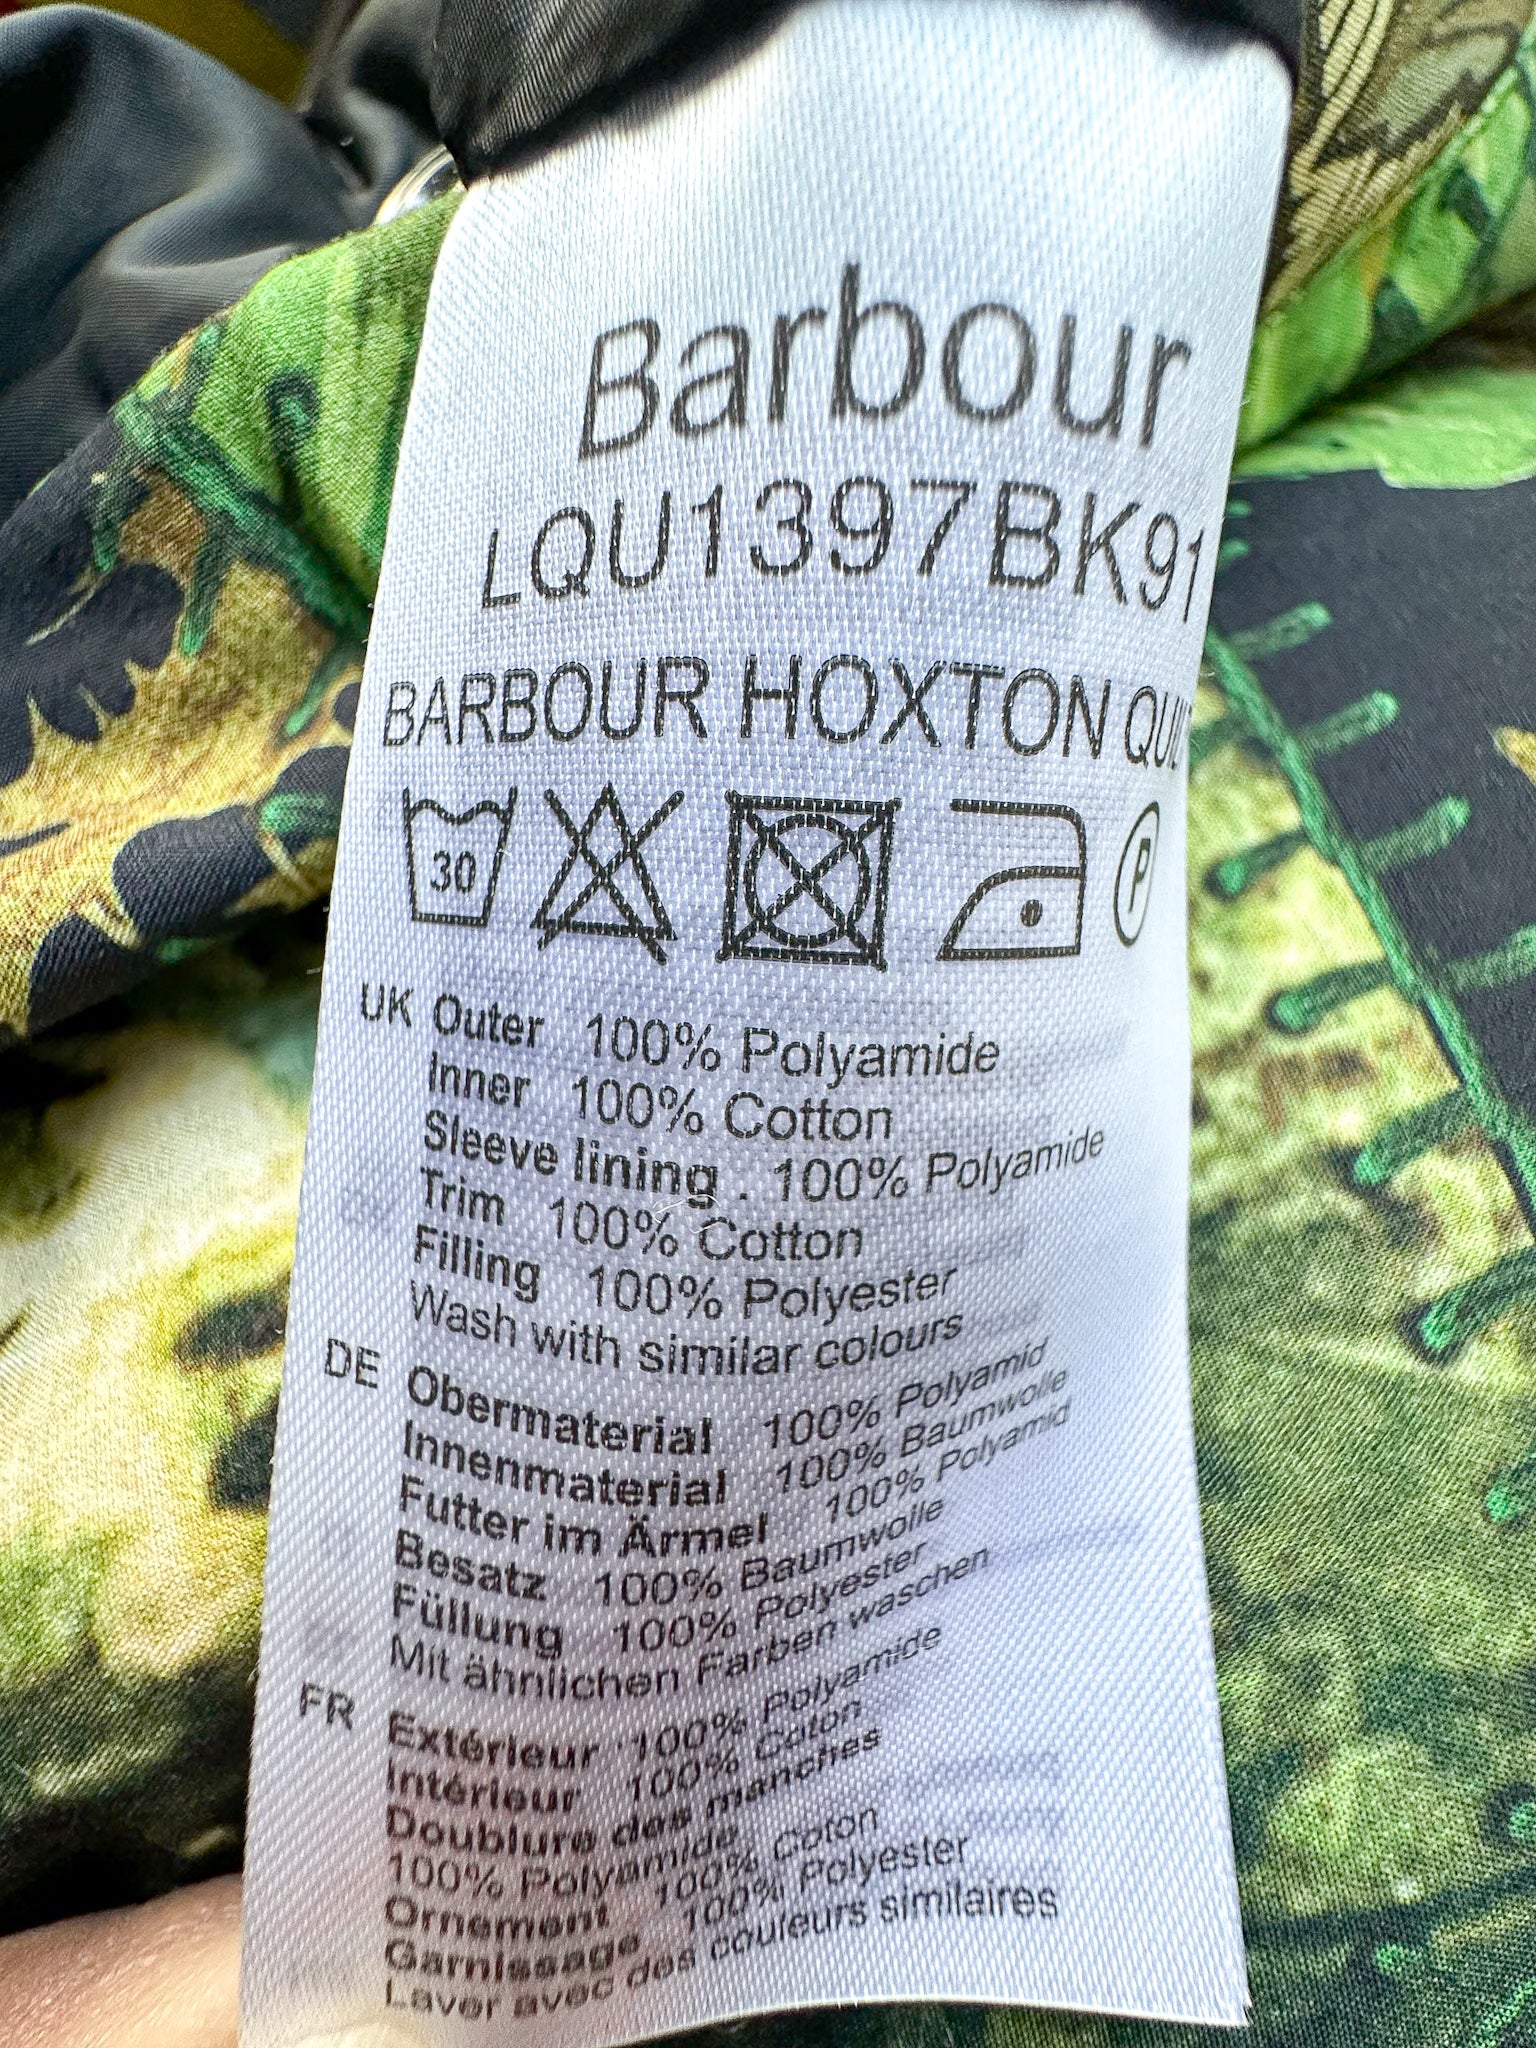 Barbour
LQU1397BK91
BARBOUR HOXTON QUIL
30 P
UK Outer 100% Polyamide
Inner 100% Cotton
Sleeve lining . 100% Polyamide
Trim 100% Cotton
Filling 100% Polyester
Wash with similar colours
DE Obermaterial 100% Polyamid
Innenmaterial 100% Baumwolle
Futter im Ärmel 100% Polyamid
Besatz 100% Baumwolle
Füllung 100% Polyester
Mit ähnlichen Farben waschen
FR Extérieur 100% Polyamide
Intérieur 100% Coton
Doublure des manches
100% Polyamide
Ornement 100% Coton
Garnissage 100% Polyester
Laver avec des couleurs similaires